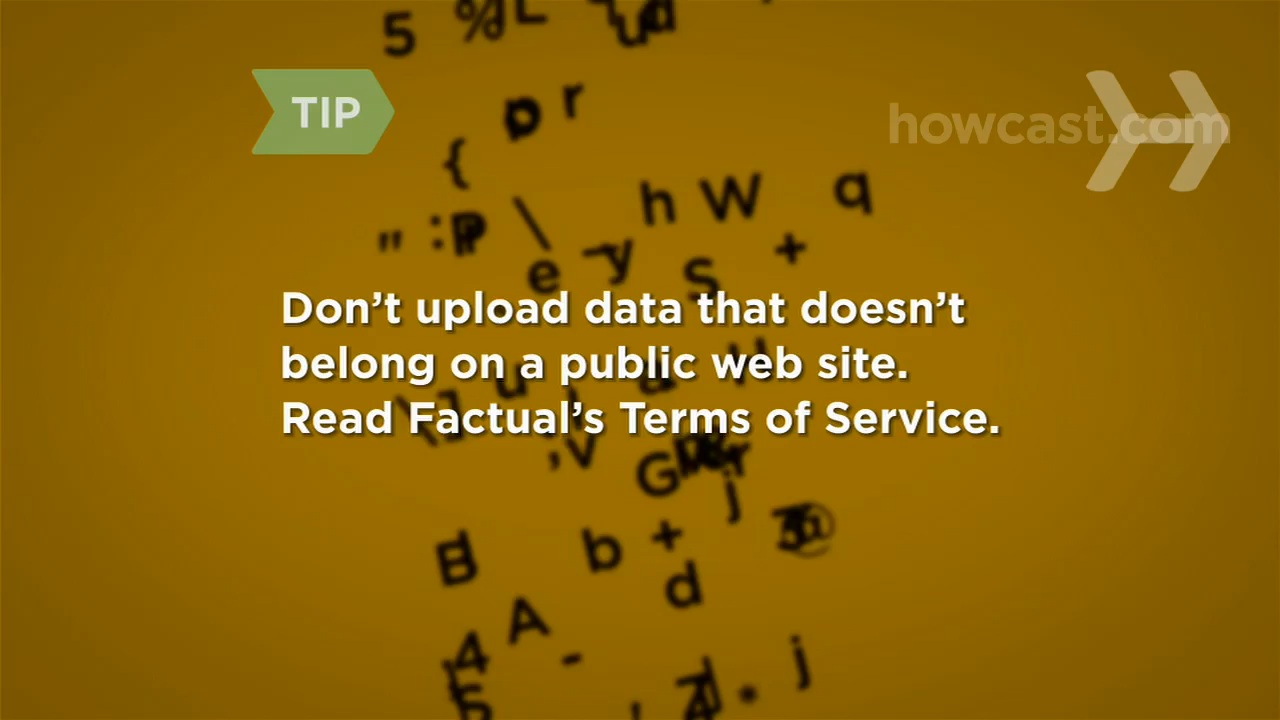 TIP
howcast.com
Don’t upload data that doesn’t
belong on a public web site.
Read Factual’s Terms of Service.